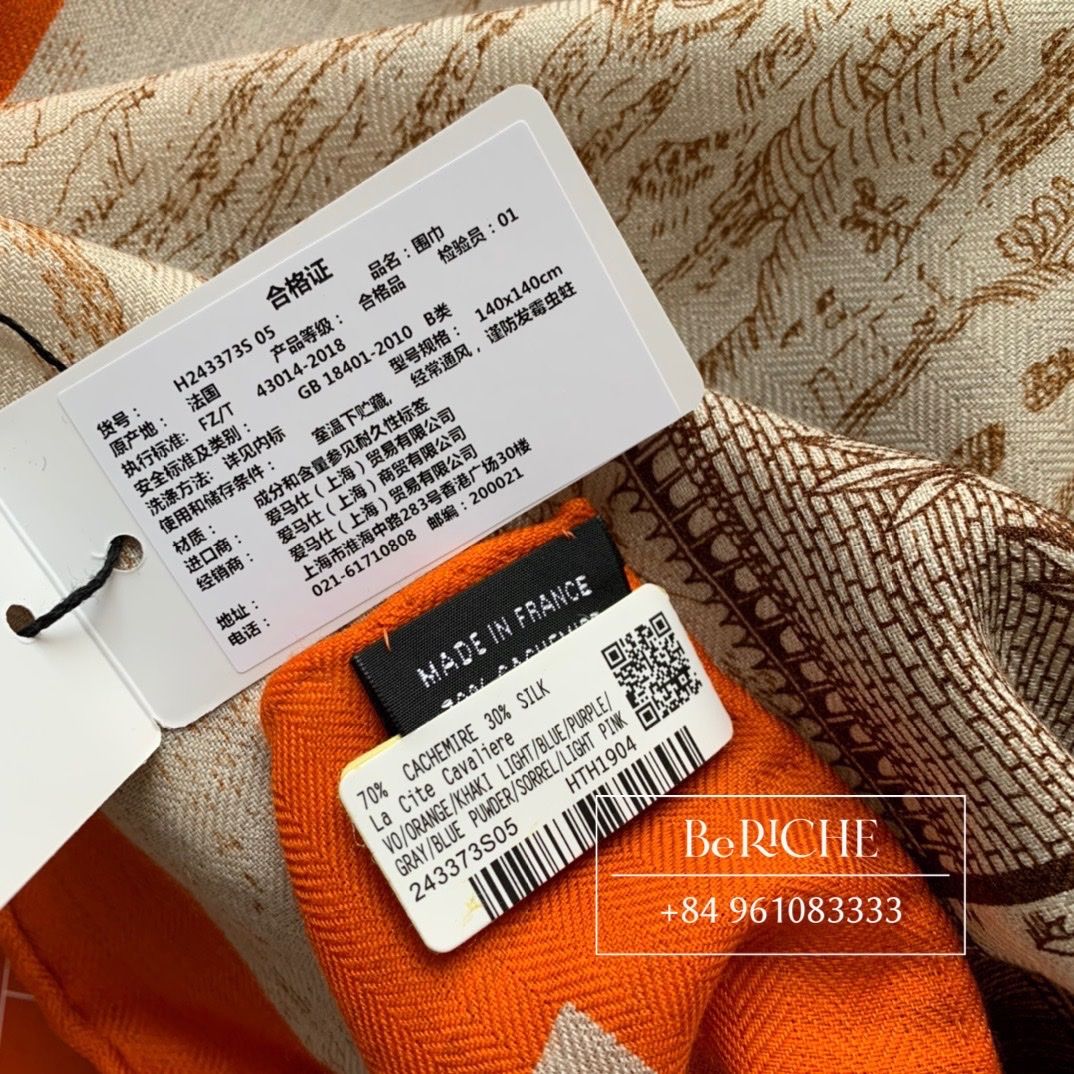 合格证
货号： H243373S 05 品名：围巾
原产地： 法国 产品等级： 合格品 检验员：01
执行标准: FZ/T 43014-2018
安全标准及类别： GB 18401-2010 B类
洗涤方法: 详见内标 型号规格： 140x140cm
使用和储存条件： 室温下贮藏, 经常通风，谨防发霉虫蛀
材质： 成分和含量参见耐久性标签
进口商： 爱马仕（上海）贸易有限公司
经销商： 爱马仕（上海）商贸有限公司
爱马仕（上海）贸易有限公司
地址： 上海市淮海中路283号香港广场30楼
电话： 021-61710808 邮编：200021
MADE IN FRANCE
70% CACHEMIRE 30% SILK
La Cite Cavaliere
VO/ORANGE/KHAKI LIGHT/BLUE/PURPLE/
GRAY/BLUE PUWDER/SORREL/LIGHT PINK
243373S05 HTH1904
BeRICHE
+84 961083333